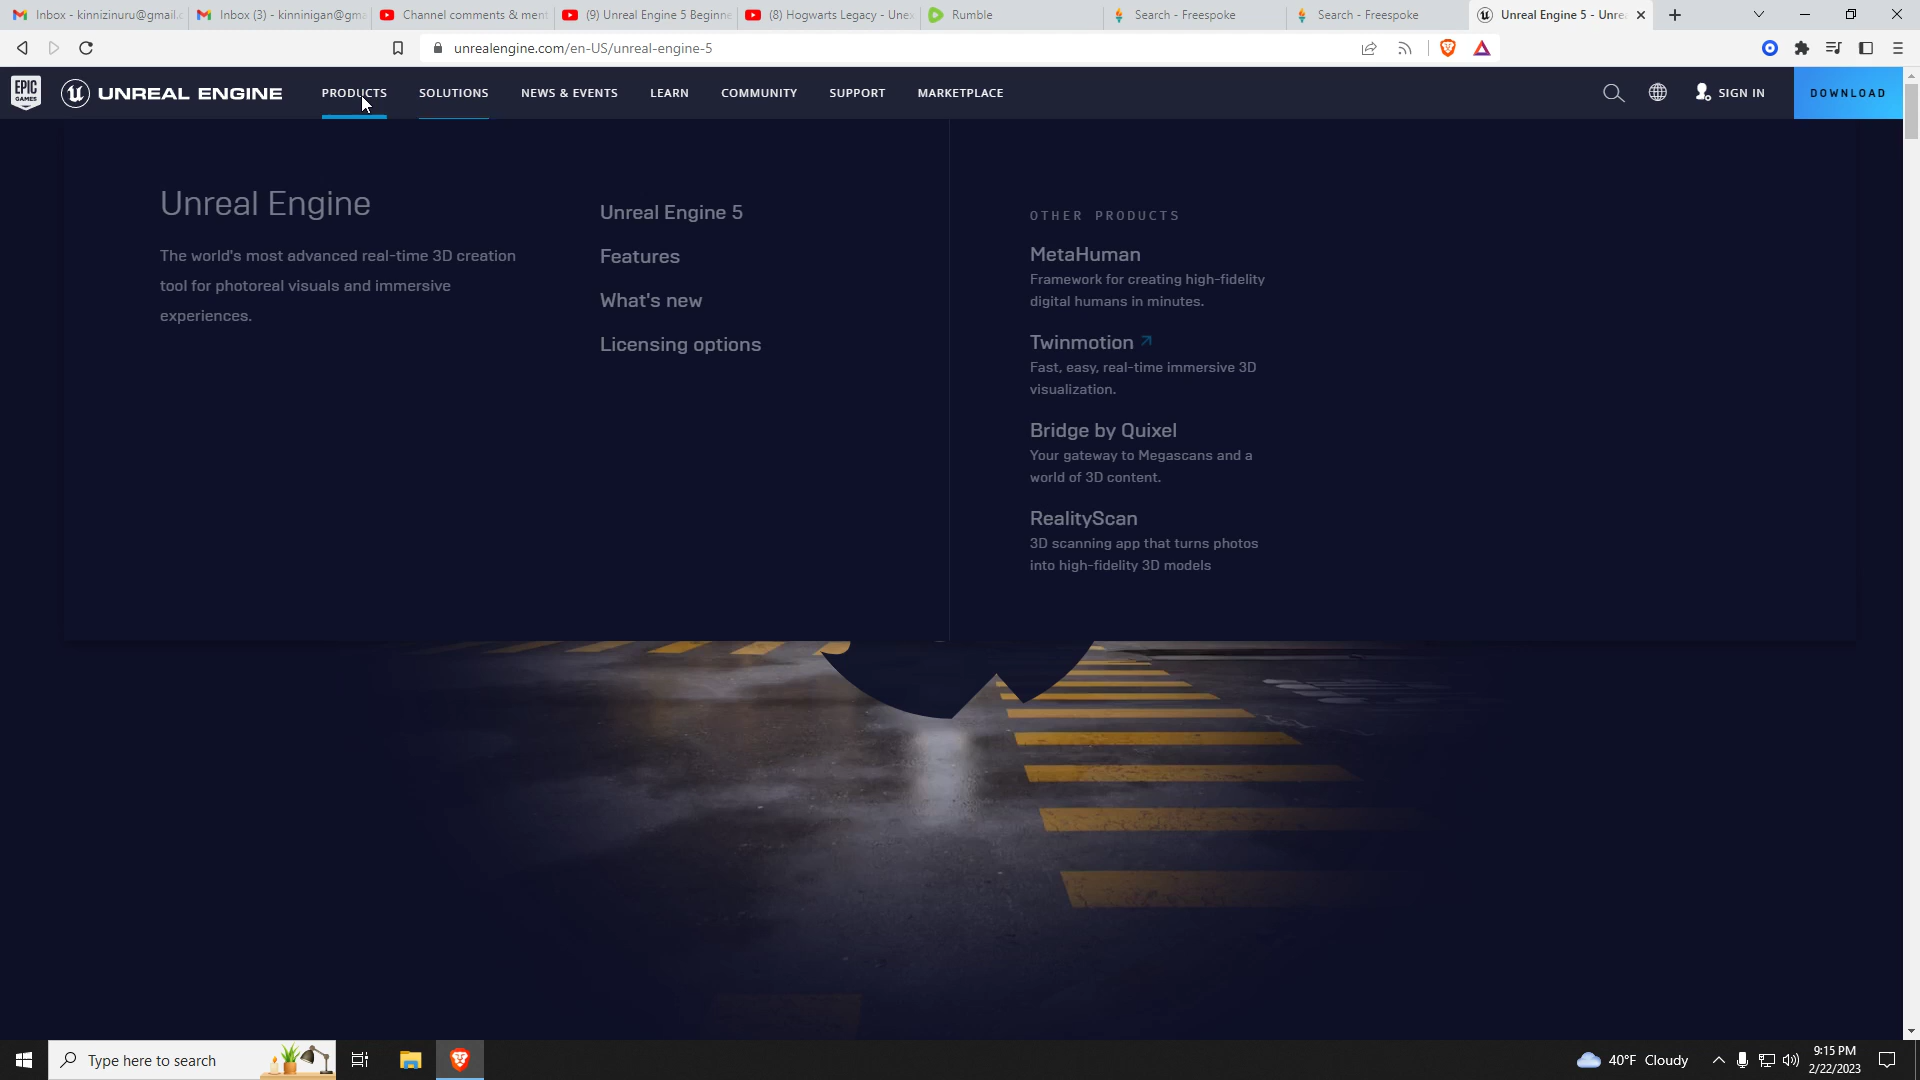 Inbox - kinnizinuru@gmail.c
Inbox (3) - kinninigan@gma
Channel comments & ment
(9) Unreal Engine 5 Beginne
(8) Hogwarts Legacy - Unex
Rumble
Search - Freespoke
Search - Freespoke
Unreal Engine 5 - Unre
unrealengine.com/en-US/unreal-engine-5
EPIC GAMES
UNREAL ENGINE
PRODUCTS
SOLUTIONS
NEWS & EVENTS
LEARN
COMMUNITY
SUPPORT
MARKETPLACE
SIGN IN
DOWNLOAD
Unreal Engine
The world's most advanced real-time 3D creation
tool for photoreal visuals and immersive
experiences.
Unreal Engine 5
Features
What's new
Licensing options
OTHER PRODUCTS
MetaHuman
Framework for creating high-fidelity
digital humans in minutes.
Twinmotion
Fast, easy, real-time immersive 3D
visualization.
Bridge by Quixel
Your gateway to Megascans and a
world of 3D content.
RealityScan
3D scanning app that turns photos
into high-fidelity 3D models
Type here to search
40°F Cloudy
9:15 PM
2/22/2023